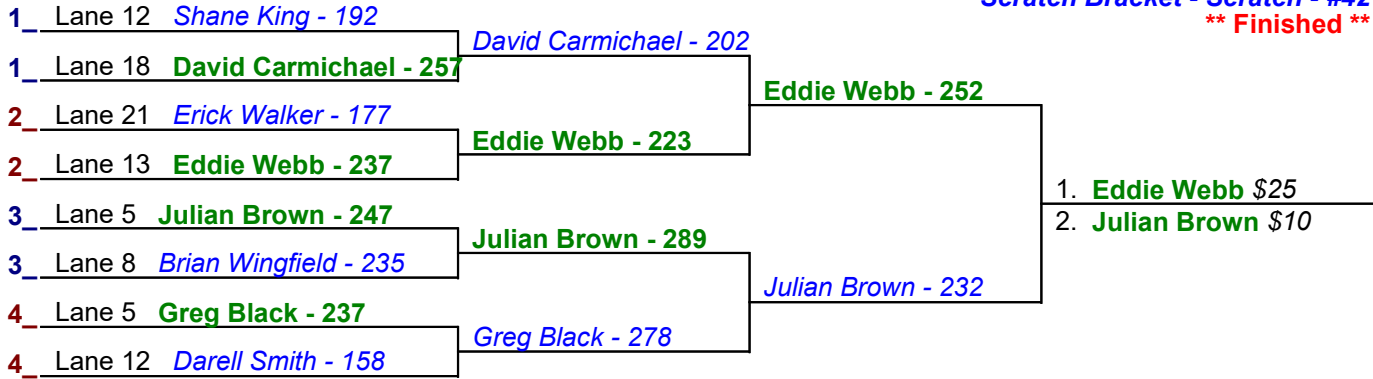 Scratch Bracket - Scratch - #42
** Finished **
1_ Lane 12 Shane King - 192
1_ Lane 18 David Carmichael - 257
2_ Lane 21 Erick Walker - 177
2_ Lane 13 Eddie Webb - 237
3_ Lane 5 Julian Brown - 247
3_ Lane 8 Brian Wingfield - 235
4_ Lane 5 Greg Black - 237
4_ Lane 12 Darell Smith - 158
David Carmichael - 202
Eddie Webb - 223
Julian Brown - 289
Greg Black - 278
Eddie Webb - 252
Julian Brown - 232
1. Eddie Webb $25
2. Julian Brown $10